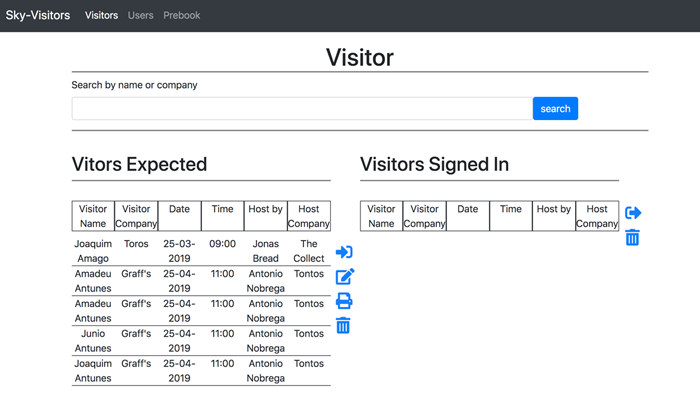 Sky-Visitors Visitors Users Prebook
Visitor
Search by name or company
search
Vitors Expected
Visitor Name Visitor Company Date Time Host by Host Company
Joaquim Amago Toros 25-03-2019 09:00 Jonas Bread The Collect
Amadeu Antunes Graff's 25-04-2019 11:00 Antonio Nobrega Tontos
Amadeu Antunes Graff's 25-04-2019 11:00 Antonio Nobrega Tontos
Junio Antunes Graff's 25-04-2019 11:00 Antonio Nobrega Tontos
Joaquim Antunes Graff's 25-04-2019 11:00 Antonio Nobrega Tontos
Visitors Signed In
Visitor Name Visitor Company Date Time Host by Host Company